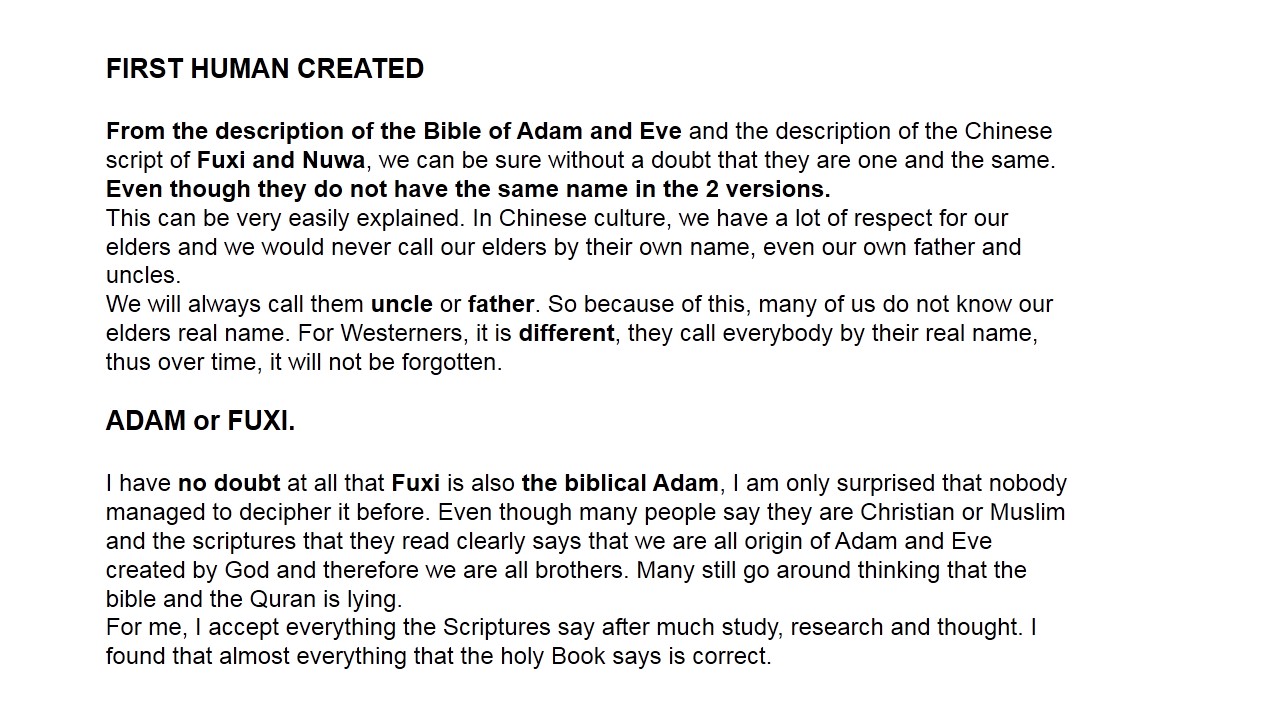 FIRST HUMAN CREATED
From the description of the Bible of Adam and Eve and the description of the Chinese
script of Fuxi and Nuwa, we can be sure without a doubt that they are one and the same.
Even though they do not have the same name in the 2 versions.
This can be very easily explained. In Chinese culture, we have a lot of respect for our
elders and we would never call our elders by their own name, even our own father and
uncles.
We will always call them uncle or father. So because of this, many of us do not know our
elders real name. For Westerners, it is different, they call everybody by their real name,
thus over time, it will not be forgotten.
ADAM or FUXI.
I have no doubt at all that Fuxi is also the biblical Adam, I am only surprised that nobody
managed to decipher it before. Even though many people say they are Christian or Muslim
and the scriptures that they read clearly says that we are all origin of Adam and Eve
created by God and therefore we are all brothers. Many still go around thinking that the
bible and the Quran is lying.
For me, I accept everything the Scriptures say after much study, research and thought. I
found that almost everything that the holy Book says is correct.